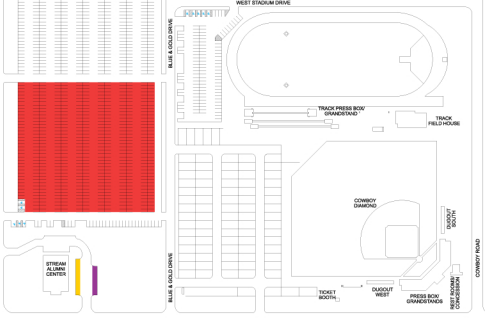 WEST STADIUM DRIVE
BLUE & GOLD DRIVE
TRACK PRESS BOX/
GRANDSTAND
TRACK
FIELD HOUSE
COWBOY
DIAMOND
DUGOUT
SOUTH
COWBOY ROAD
STREAM
ALUMNI
CENTER
BLUE & GOLD DRIVE
TICKET
BOOTH
DUGOUT
WEST
PRESS BOX/
GRANDSTANDS
REST ROOMS/
CONCESSION